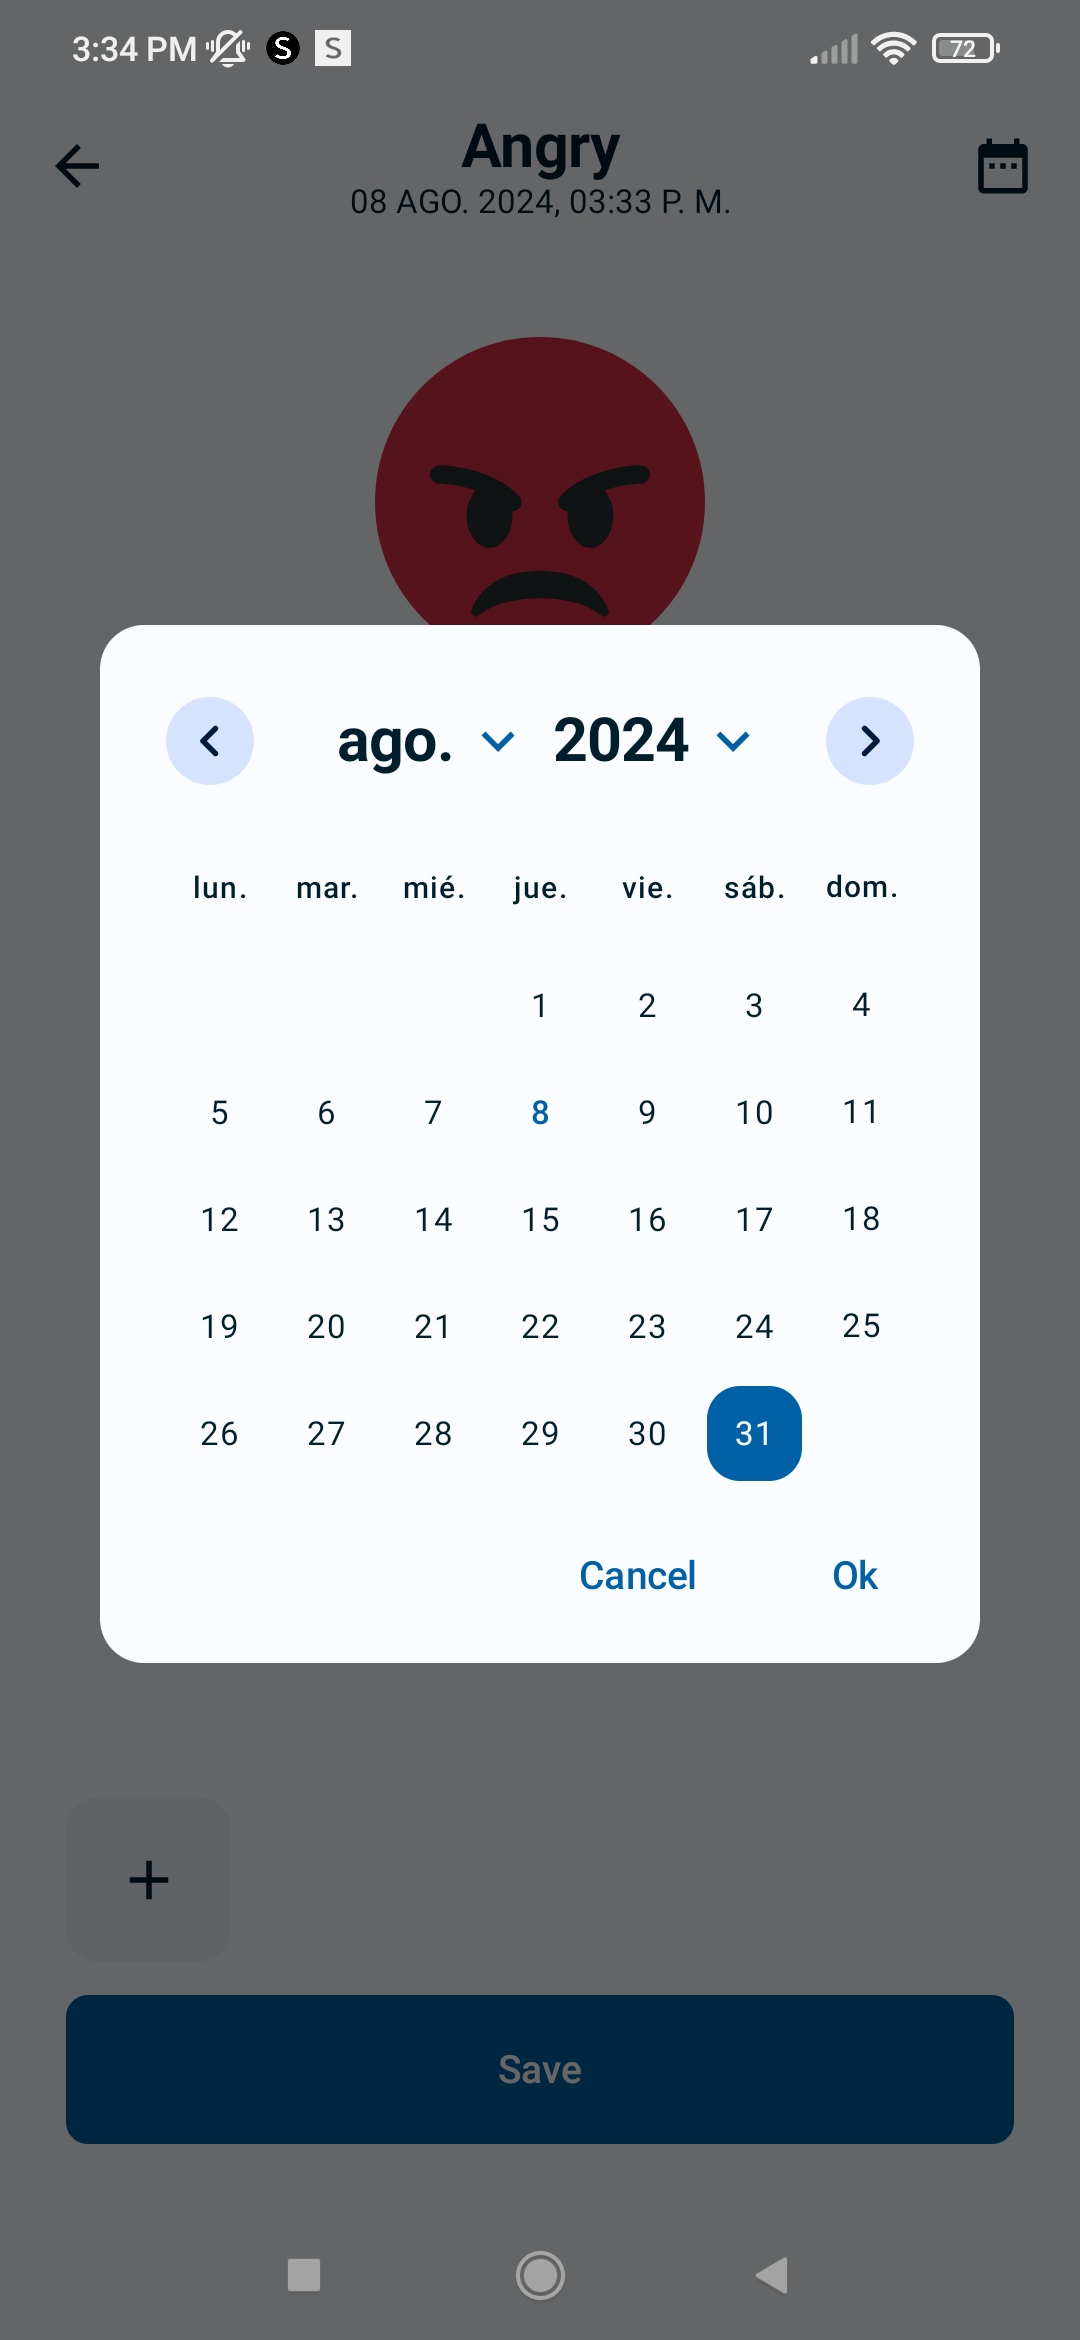 3:34 PM S S 72
Angry
08 AGO. 2024, 03:33 P. M.
ago. 2024
lun. mar. mié. jue. vie. sáb. dom.
1 2 3 4
5 6 7 8 9 10 11
12 13 14 15 16 17 18
19 20 21 22 23 24 25
26 27 28 29 30 31
Cancel Ok
Save